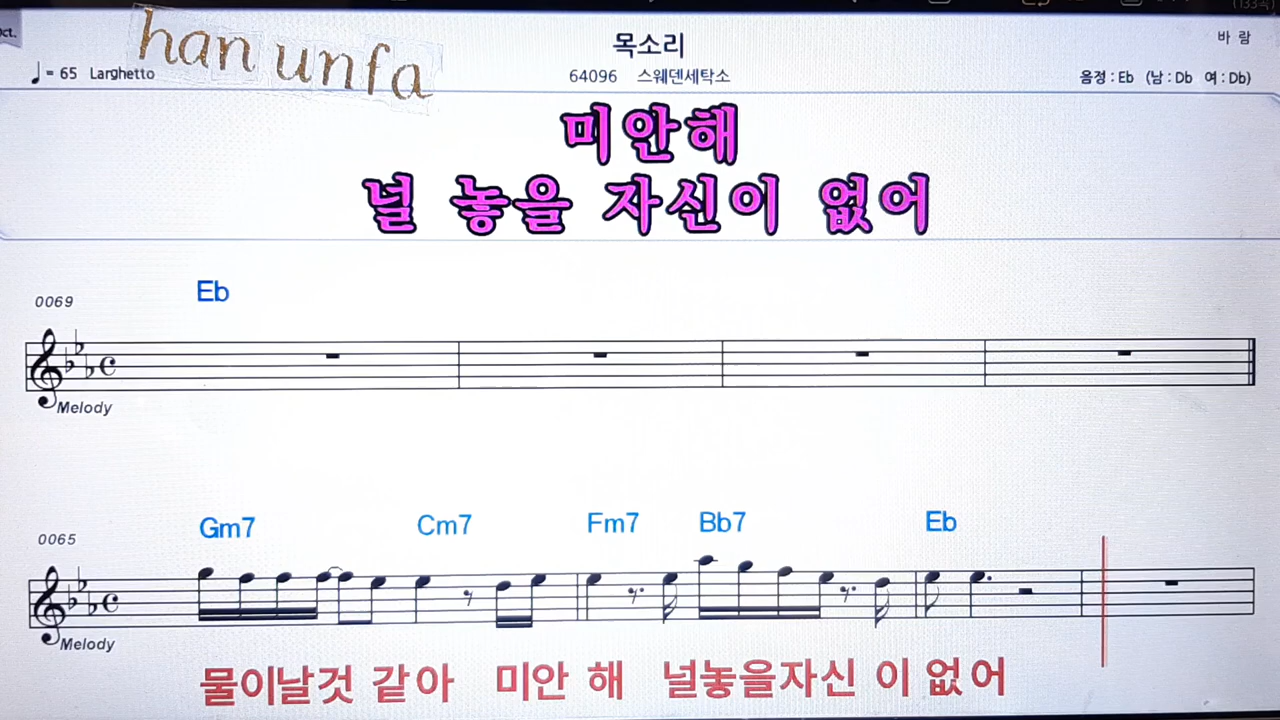 ct.
han unfa
목소리
바 람
♩= 65 Larghetto
64096 스웨덴세탁소
음정 : Eb (남 : Db 여 : Db)
미안해
널 놓을 자신이 없어
Eb
0069
Melody
Gm7 Cm7 Fm7 Bb7 Eb
0065
Melody
물이날것 같아 미안 해 널놓을자신 이 없어